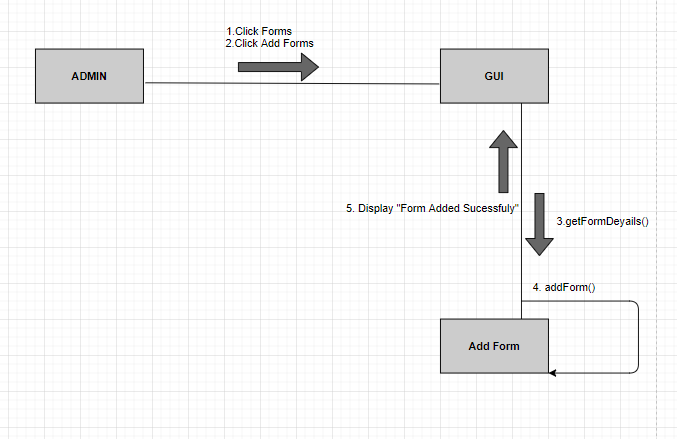 1.Click Forms
2.Click Add Forms
ADMIN
GUI
5. Display "Form Added Sucessfuly"
3.getFormDeyails()
4. addForm()
Add Form